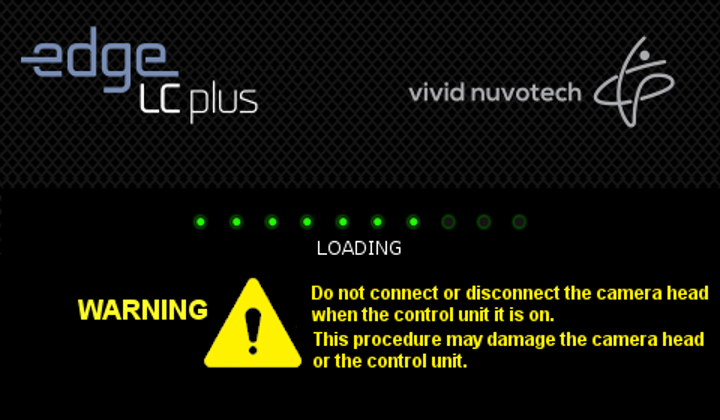 edge
LC plus
vivid nuvotech
LOADING
WARNING
Do not connect or disconnect the camera head
when the control unit it is on.
This procedure may damage the camera head
or the control unit.